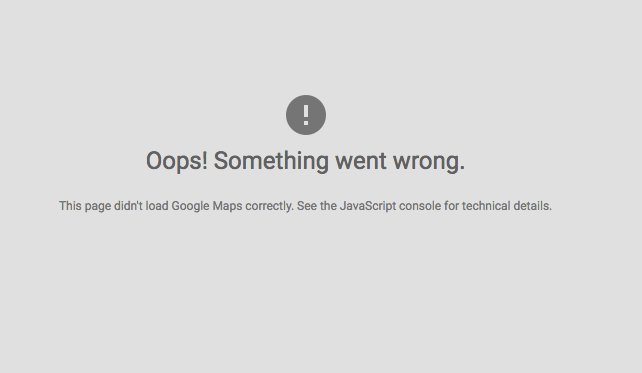 Oops! Something went wrong.
This page didn't load Google Maps correctly. See the JavaScript console for technical details.